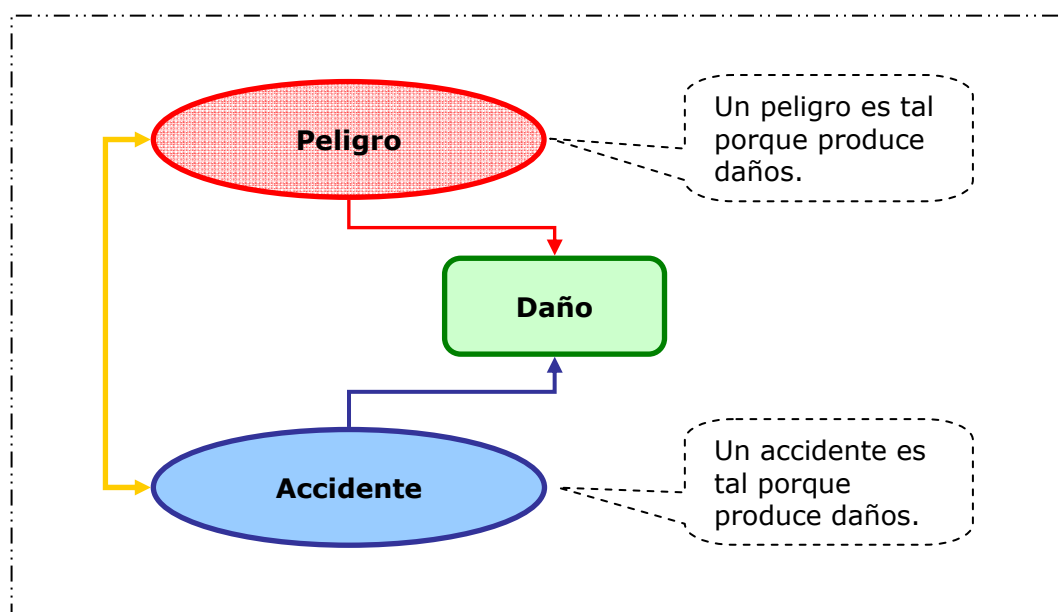 Peligro
Un peligro es tal
porque produce
daños.
Daño
Accidente
Un accidente es
tal porque
produce daños.